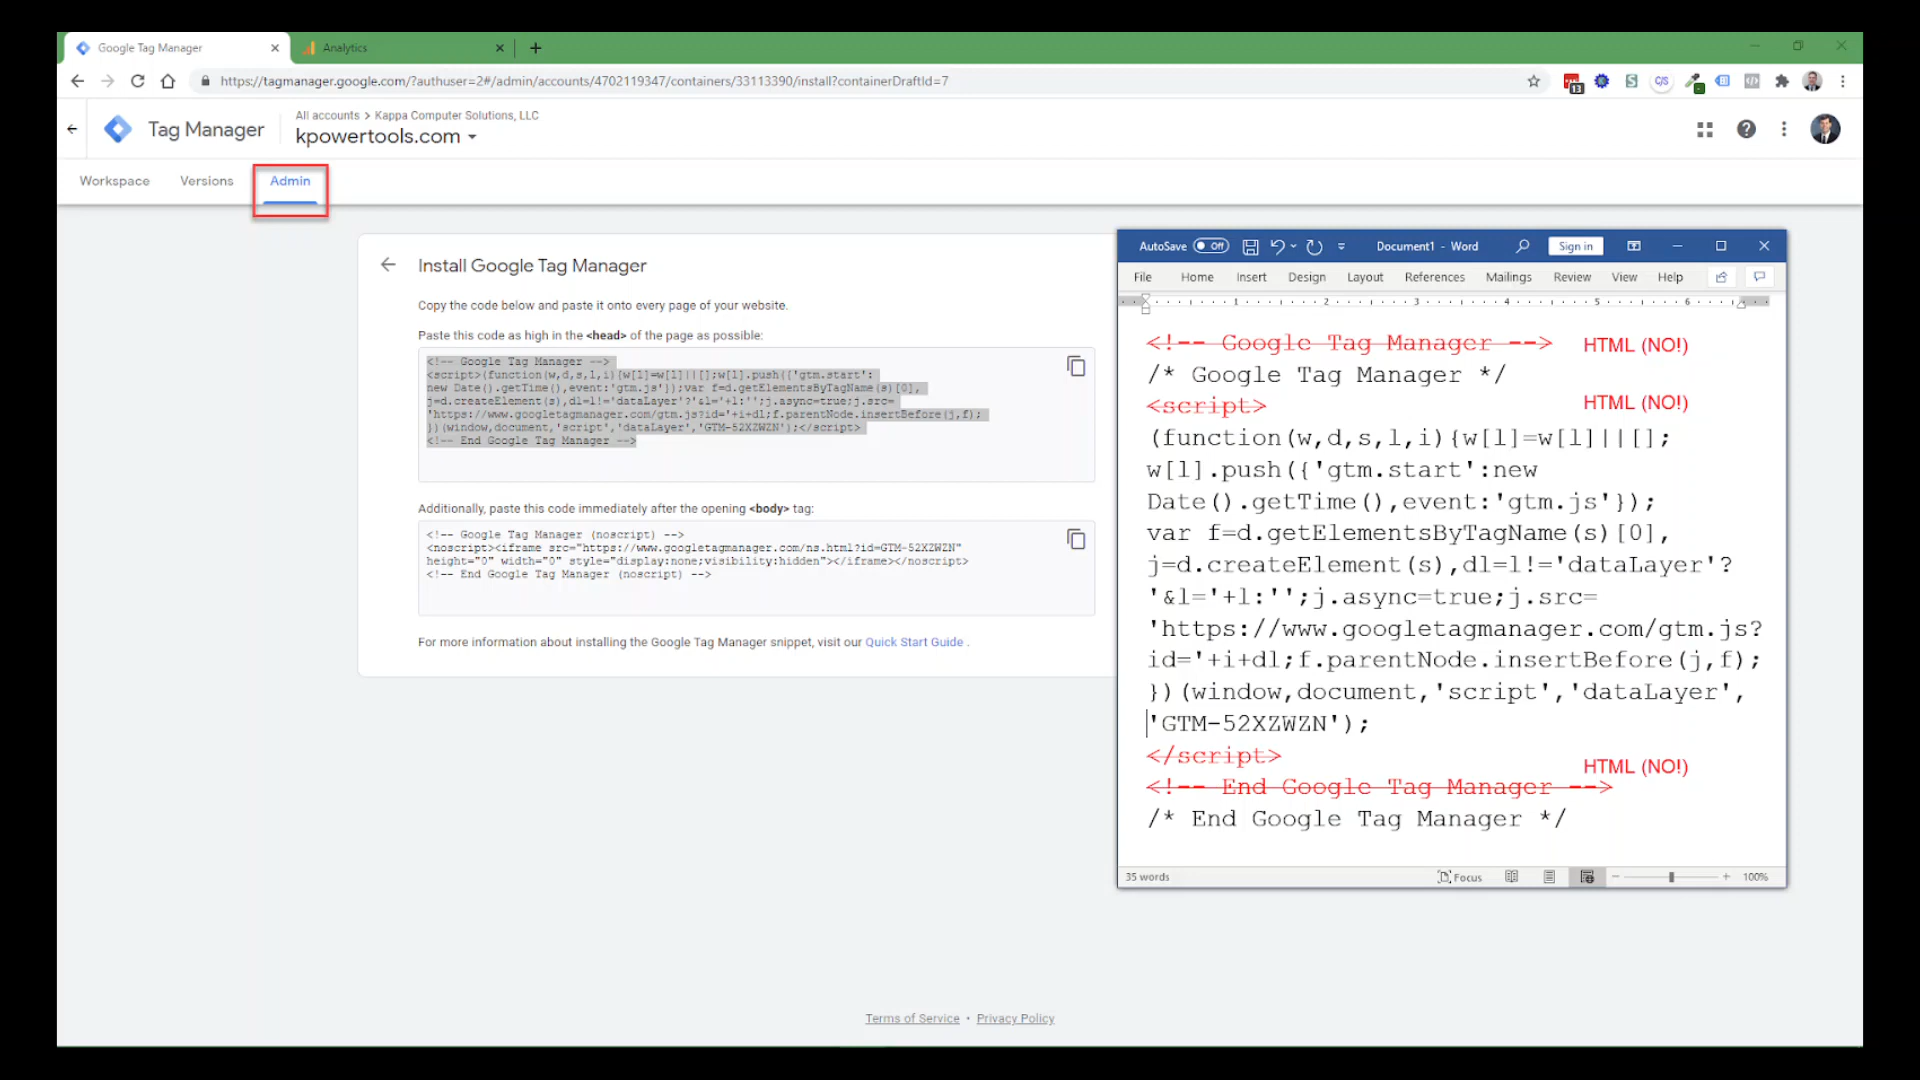 Google Tag Manager
Analytics
https://tagmanager.google.com/?authuser=2#/admin/accounts/4702119347/containers/33113390/install?containerDraftId=7
13
All accounts > Kappa Computer Solutions, LLC
Tag Manager
kpowertools.com
Workspace
Versions
Admin
Install Google Tag Manager
Copy the code below and paste it onto every page of your website.
Paste this code as high in the <head> of the page as possible:
<!-- Google Tag Manager -->
<script>(function(w,d,s,l,i){w[l]=w[l]||[];w[l].push({'gtm.start':
new Date().getTime(),event:'gtm.js'});var f=d.getElementsByTagName(s)[0],
j=d.createElement(s),dl=l!='dataLayer'?'&l='+l:'';j.async=true;j.src=
'https://www.googletagmanager.com/gtm.js?id='+i+dl;f.parentNode.insertBefore(j,f);
})(window,document,'script','dataLayer','GTM-52XZWZN');</script>
<!-- End Google Tag Manager -->
Additionally, paste this code immediately after the opening <body> tag:
<!-- Google Tag Manager (noscript) -->
<noscript><iframe src="https://www.googletagmanager.com/ns.html?id=GTM-52XZWZN"
height="0" width="0" style="display:none;visibility:hidden"></iframe></noscript>
<!-- End Google Tag Manager (noscript) -->
For more information about installing the Google Tag Manager snippet, visit our Quick Start Guide .
AutoSave Off
Document1 - Word
Sign in
File Home Insert Design Layout References Mailings Review View Help
1 2 3 4 5 6
<!-- Google Tag Manager --> HTML (NO!)
/* Google Tag Manager */
<script> HTML (NO!)
(function(w,d,s,l,i){w[l]=w[l]||[];
w[l].push({'gtm.start':new
Date().getTime(),event:'gtm.js'});
var f=d.getElementsByTagName(s)[0],
j=d.createElement(s),dl=l!='dataLayer'?
'&l='+l:'';j.async=true;j.src=
'https://www.googletagmanager.com/gtm.js?
id='+i+dl;f.parentNode.insertBefore(j,f);
})(window,document,'script','dataLayer',
'GTM-52XZWZN');
</script>
HTML (NO!)
<!-- End Google Tag Manager -->
/* End Google Tag Manager */
35 words
Focus
100%
Terms of Service • Privacy Policy